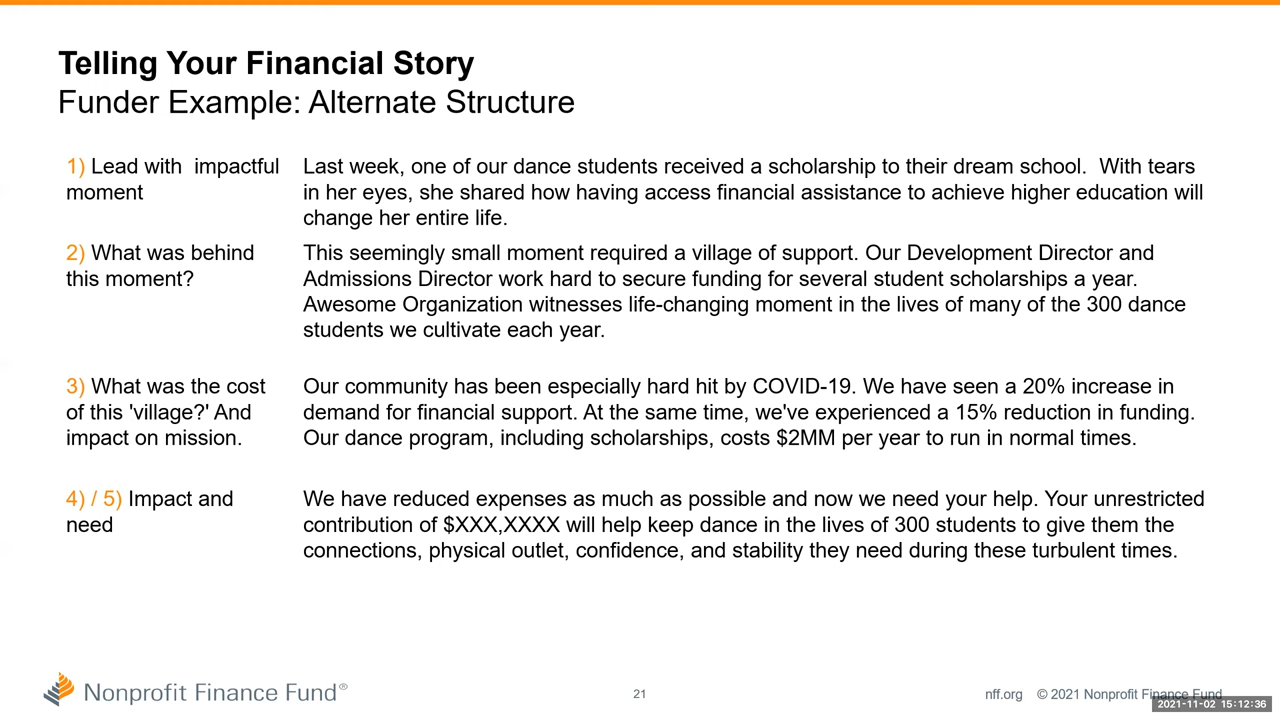 Telling Your Financial Story
Funder Example: Alternate Structure
1) Lead with  impactful
moment
Last week, one of our dance students received a scholarship to their dream school.  With tears
in her eyes, she shared how having access financial assistance to achieve higher education will
change her entire life.
2) What was behind
this moment?
This seemingly small moment required a village of support. Our Development Director and
Admissions Director work hard to secure funding for several student scholarships a year.
Awesome Organization witnesses life-changing moment in the lives of many of the 300 dance
students we cultivate each year.
3) What was the cost
of this 'village?' And
impact on mission.
Our community has been especially hard hit by COVID-19. We have seen a 20% increase in
demand for financial support. At the same time, we've experienced a 15% reduction in funding.
Our dance program, including scholarships, costs $2MM per year to run in normal times.
4) / 5) Impact and
need
We have reduced expenses as much as possible and now we need your help. Your unrestricted
contribution of $XXX,XXXX will help keep dance in the lives of 300 students to give them the
connections, physical outlet, confidence, and stability they need during these turbulent times.
Nonprofit Finance Fund®
21
nff.org © 2021 Nonprofit Finance Fund
2021-11-02 15:12:36